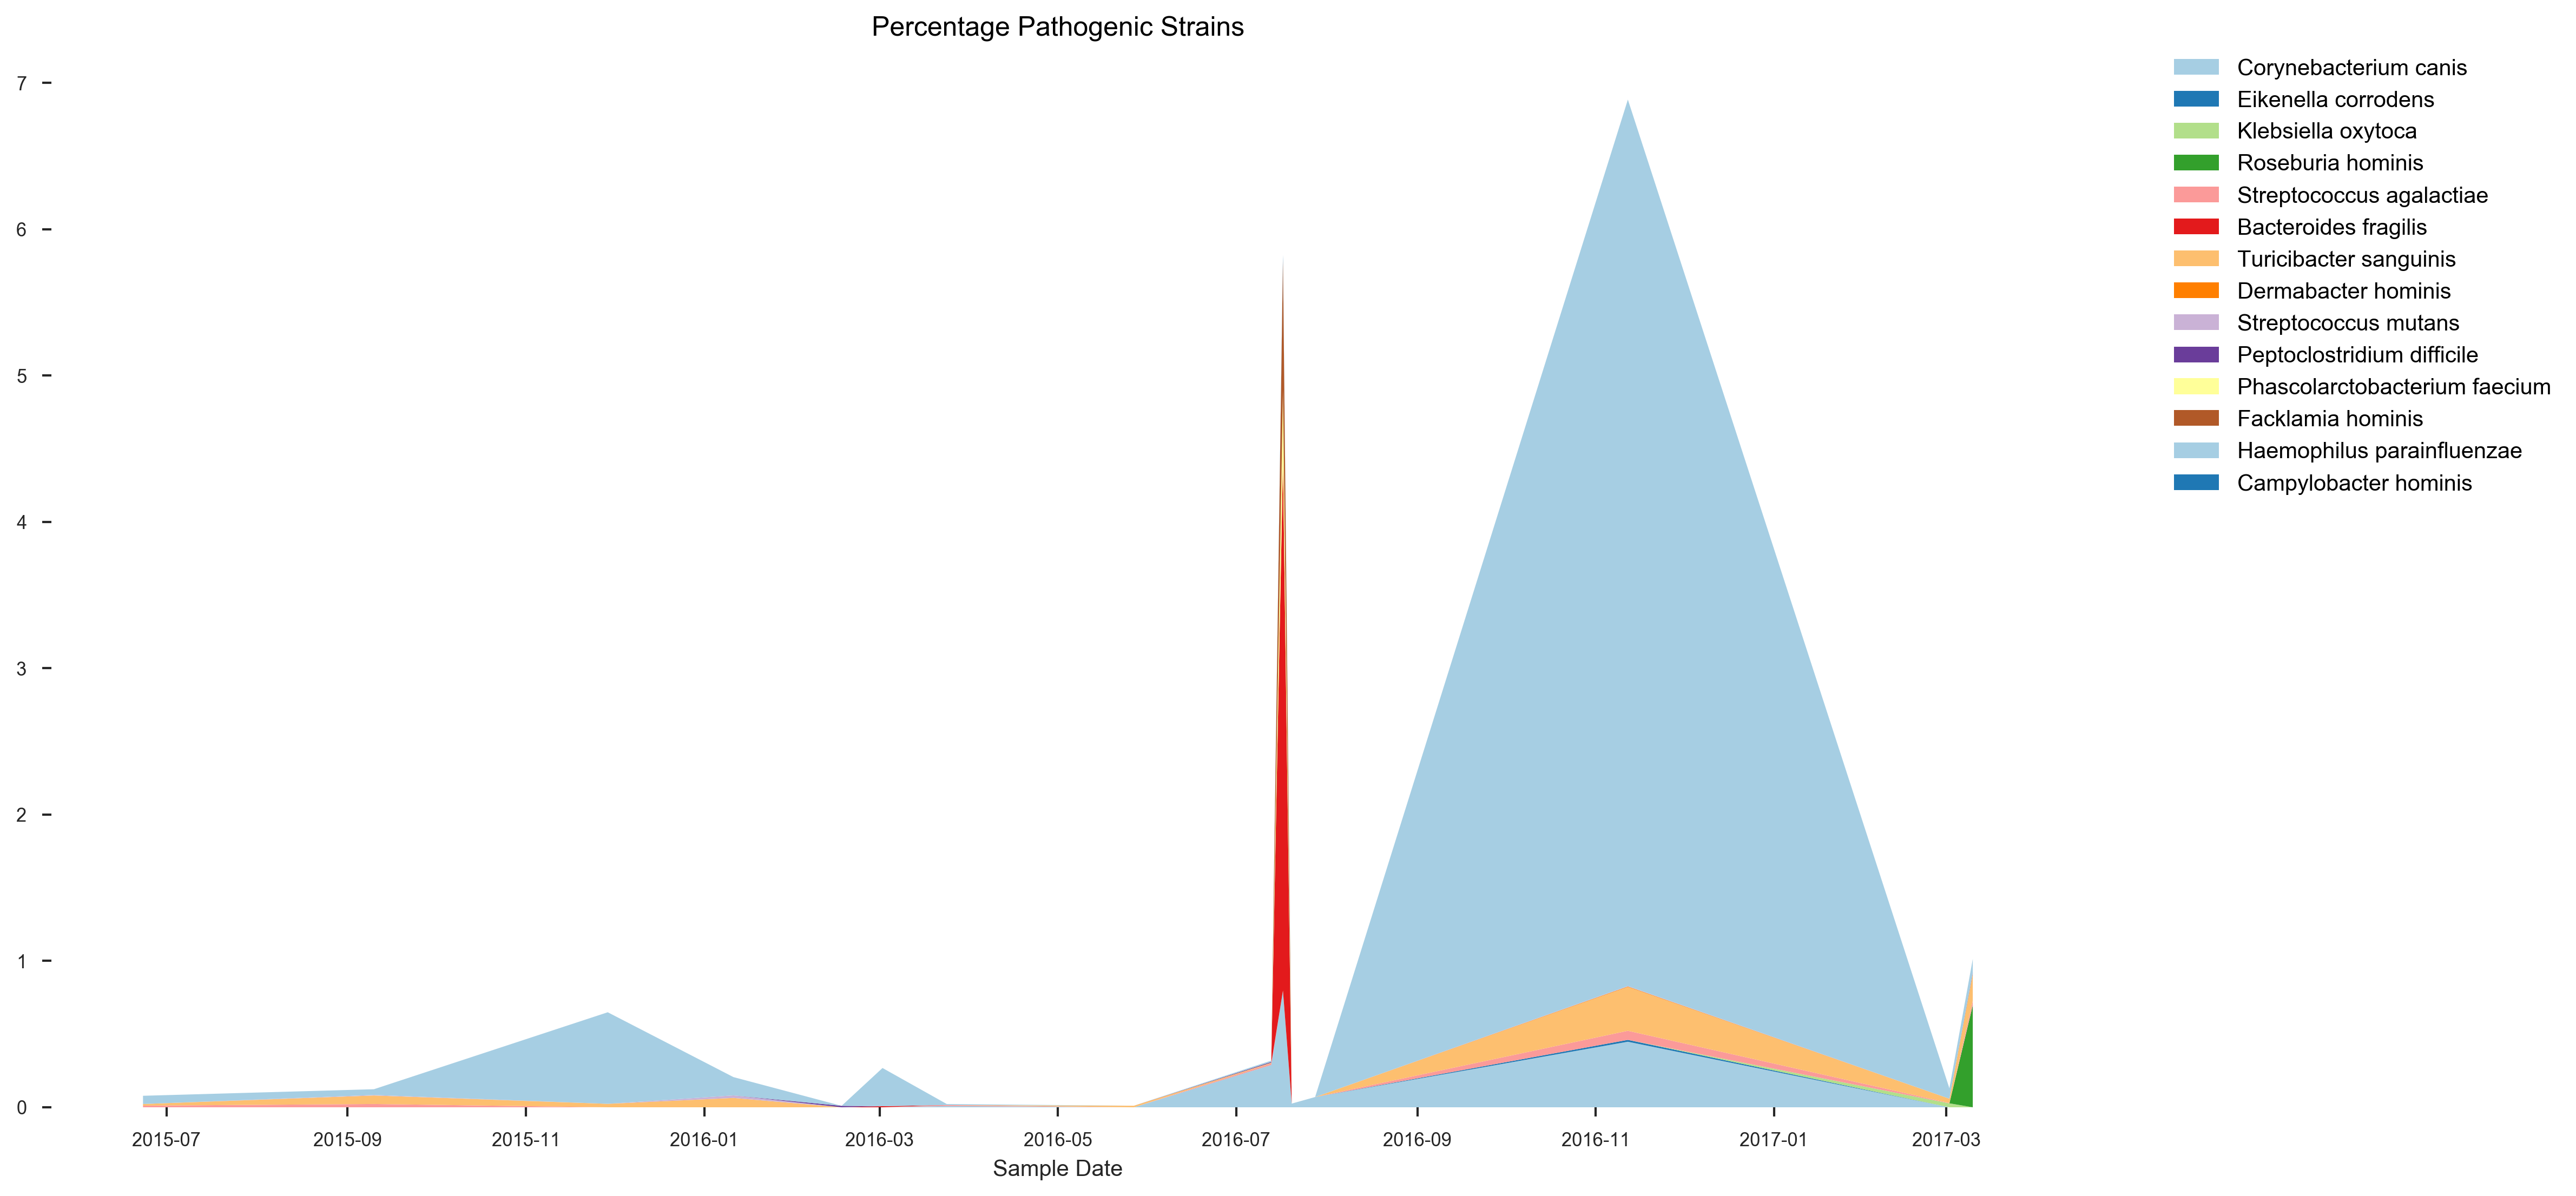 Percentage Pathogenic Strains
7
6
5
4
3
2
1
0
2015-07 2015-09 2015-11 2016-01 2016-03 2016-05 2016-07 2016-09 2016-11 2017-01 2017-03
Sample Date
Corynebacterium canis
Eikenella corrodens
Klebsiella oxytoca
Roseburia hominis
Streptococcus agalactiae
Bacteroides fragilis
Turicibacter sanguinis
Dermabacter hominis
Streptococcus mutans
Peptoclostridium difficile
Phascolarctobacterium faecium
Facklamia hominis
Haemophilus parainfluenzae
Campylobacter hominis